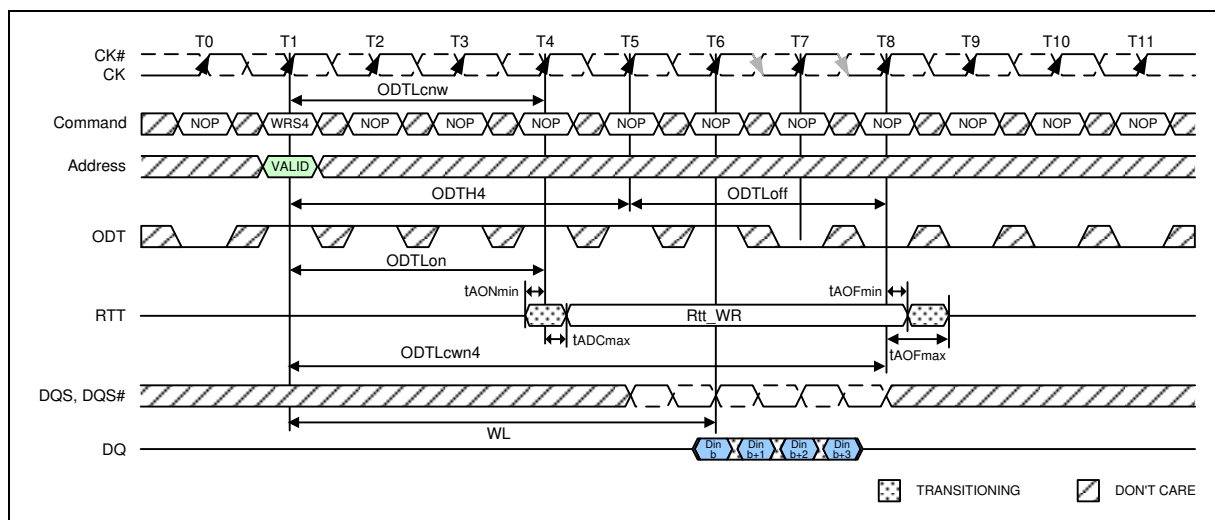 T0 T1 T2 T3 T4 T5 T6 T7 T8 T9 T10 T11
CK#
CK
ODTLcnw
Command NOP WRS4 NOP NOP NOP NOP NOP NOP NOP NOP NOP NOP
Address VALID
ODTH4 ODTLoff
ODT
ODTLon
tAONmin tAOFmin
RTT Rtt_WR
tADCmax tAOFmax
ODTLcwn4
DQS, DQS#
WL
DQ Din b Din b+1 Din b+2 Din b+3
TRANSITIONING DON'T CARE